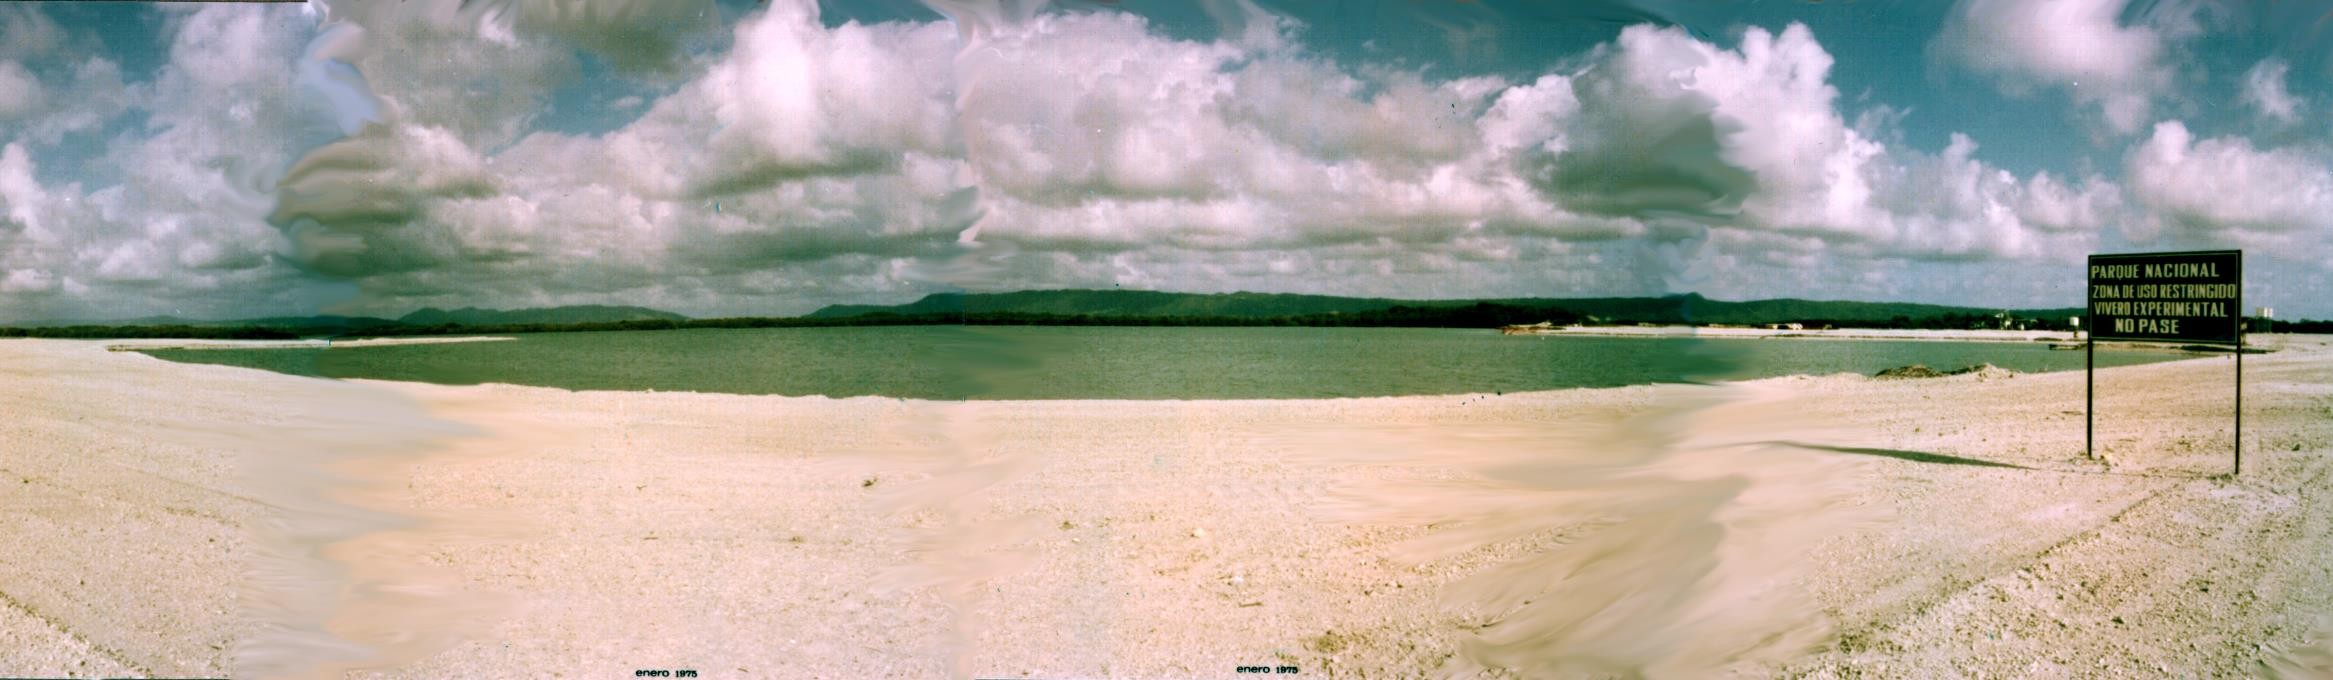 PARQUE NACIONAL
ZONA DE USO RESTRINGIDO
VIVERO EXPERIMENTAL
NO PASE
enero 1975
enero 1975